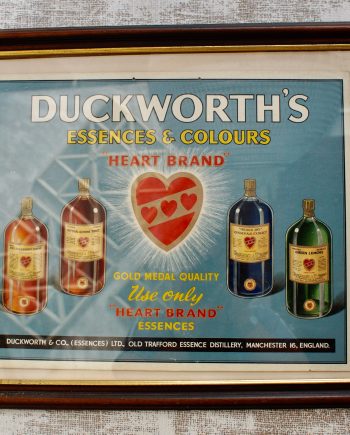 DUCKWORTH'S
ESSENCES & COLOURS
"HEART BRAND"
GOLD MEDAL QUALITY
Use only
"HEART BRAND"
ESSENCES
DUCKWORTH & CO., (ESSENCES) LTD., OLD TRAFFORD ESSENCE DISTILLERY, MANCHESTER 16, ENGLAND.